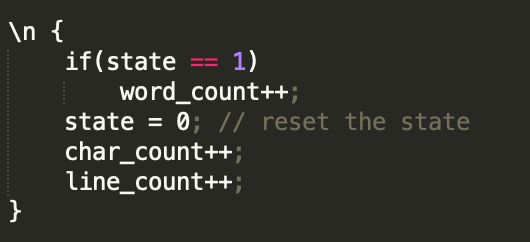 \n {
    if(state == 1)
        word_count++;
    state = 0; // reset the state
    char_count++;
    line_count++;
}